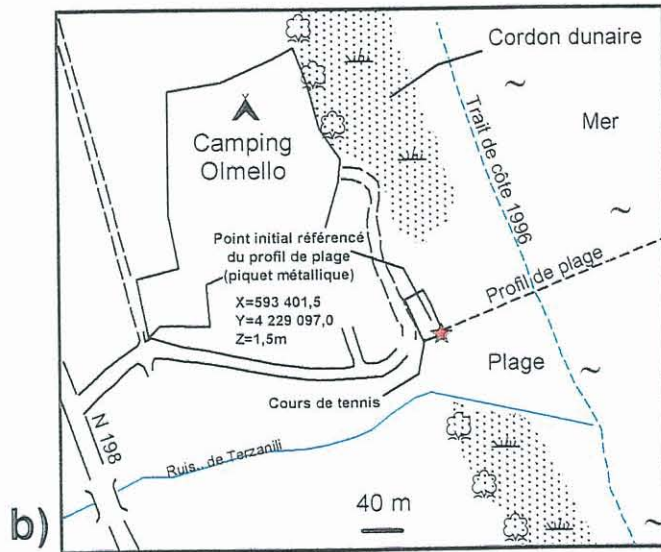 Cordon dunaire
Camping
Olmello
Trait de côte 1996
Mer
Point initial référencé
du profil de plage
(piquet métallique)
X=593 401,5
Y=4 229 097,0
Z=1,5m
Profil de plage
Plage
Cours de tennis
N 198
Ruis. de Terzanili
40 m
b)